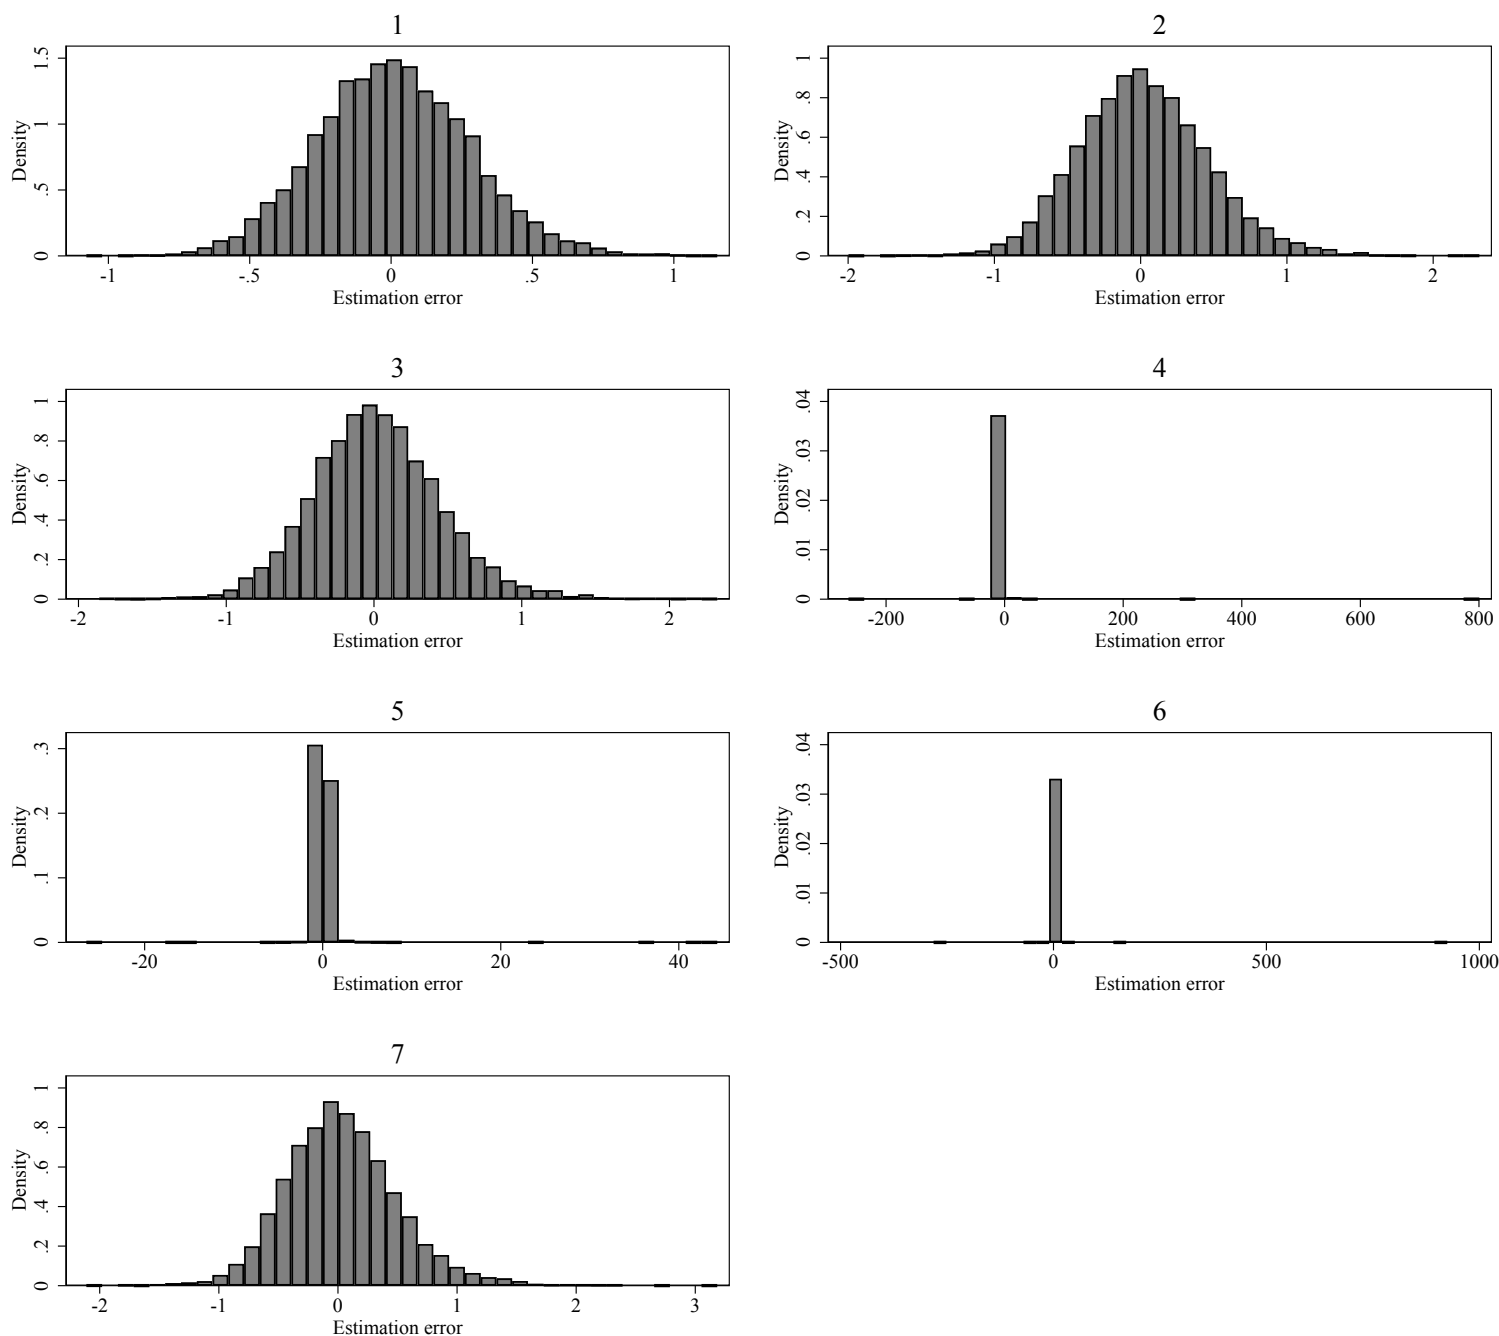 1
Density
0 .5 1 1.5
-1 -.5 0 .5 1
Estimation error
2
Density
0 .2 .4 .6 .8 1
-2 -1 0 1 2
Estimation error
3
Density
0 .2 .4 .6 .8 1
-2 -1 0 1 2
Estimation error
4
Density
0 .01 .02 .03 .04
-200 0 200 400 600 800
Estimation error
5
Density
0 .1 .2 .3
-20 0 20 40
Estimation error
6
Density
0 .01 .02 .03 .04
-500 0 500 1000
Estimation error
7
Density
0 .2 .4 .6 .8 1
-2 -1 0 1 2 3
Estimation error